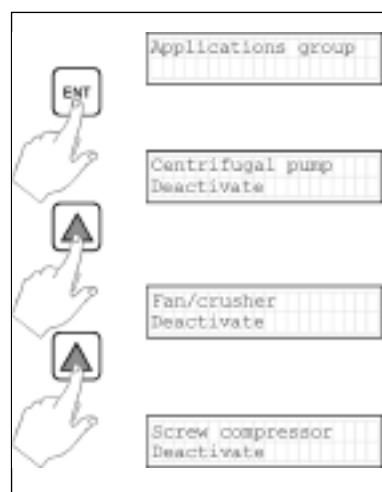 Applications group
ENT
Centrifugal pump
Deactivate
Fan/crusher
Deactivate
Screw compressor
Deactivate